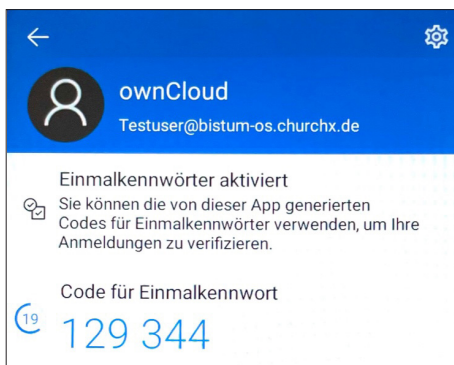 ownCloud
Testuser@bistum-os.churchx.de
Einmalkennwörter aktiviert
Sie können die von dieser App generierten
Codes für Einmalkennwörter verwenden, um Ihre
Anmeldungen zu verifizieren.
Code für Einmalkennwort
19
129 344